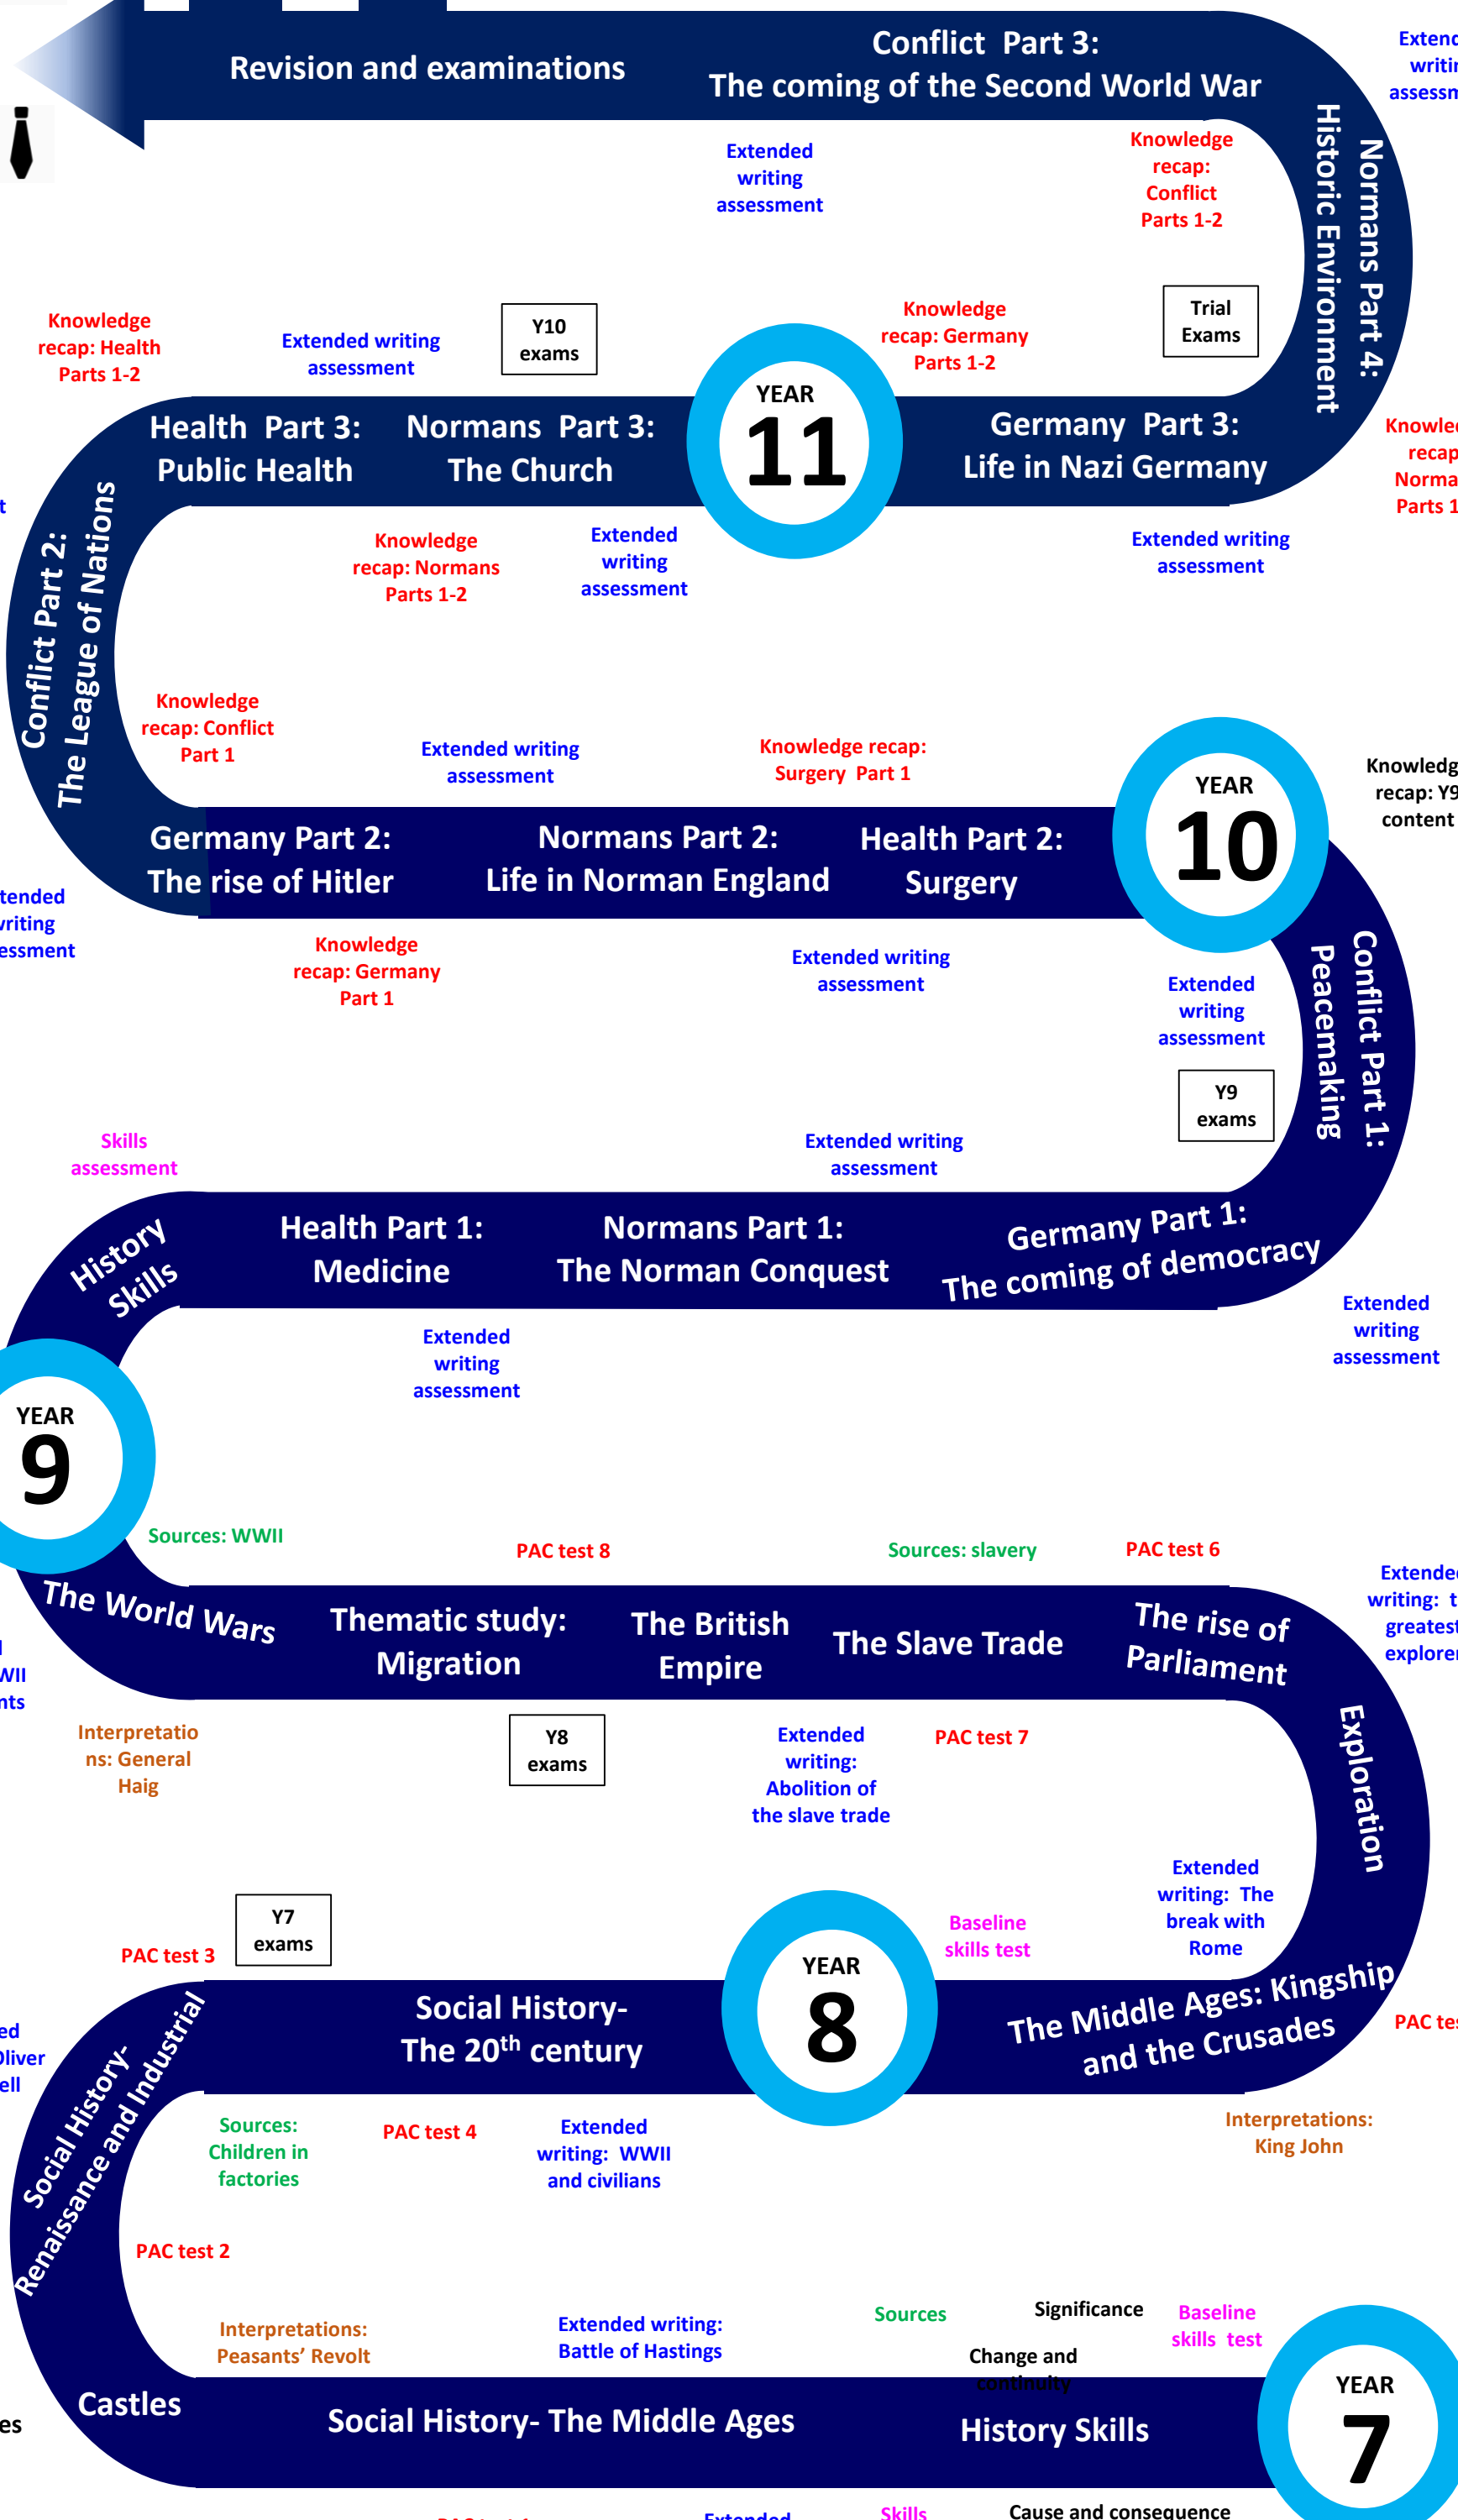 Revision and examinations
Conflict Part 3:
The coming of the Second World War
writing
Extended
writing
assessment
Knowledge
recap:
Conflict
Parts 1-2
Normans Part 4:
Historic Environment
Knowledge
recap: Health
Parts 1-2
Extended writing
assessment
Y10
exams
Knowledge
recap: Germany
Parts 1-2
Trial
Exams
Health Part 3:
Public Health
Normans Part 3:
The Church
YEAR
11
Germany Part 3:
Life in Nazi Germany
recap
Parts 1
Knowledge
recap: Normans
Parts 1-2
Extended
writing
assessment
Extended writing
assessment
Conflict Part 2:
The League of Nations
Knowledge
recap: Conflict
Part 1
Extended writing
assessment
Knowledge recap:
Surgery Part 1
YEAR
10
recap: Y9
content
Germany Part 2:
The rise of Hitler
Normans Part 2:
Life in Norman England
Health Part 2:
Surgery
Knowledge
recap: Germany
Part 1
Extended writing
assessment
Extended
writing
assessment
Conflict Part 1:
Peacemaking
Y9
exams
Skills
assessment
Extended writing
assessment
History
Skills
Health Part 1:
Medicine
Normans Part 1:
The Norman Conquest
Germany Part 1:
The coming of democracy
Extended
writing
assessment
Extended
writing
assessment
YEAR
9
Sources: WWII
PAC test 8
Sources: slavery
PAC test 6
writing:
greatest
The World Wars
Thematic study:
Migration
The British
Empire
The Slave Trade
The rise of
Parliament
Interpretatio
ns: General
Haig
Y8
exams
Extended
writing:
Abolition of
the slave trade
PAC test 7
Exploration
Extended
writing: The
break with
Rome
PAC test 3
Y7
exams
YEAR
8
Baseline
skills test
Social History-
The 20th century
The Middle Ages: Kingship
and the Crusades
PAC
Social History-
Renaissance and Industrial
Sources:
Children in
factories
PAC test 4
Extended
writing: WWII
and civilians
Interpretations:
King John
PAC test 2
Interpretations:
Peasants’ Revolt
Extended writing:
Battle of Hastings
Sources
Significance
Baseline
skills test
Change and
continuity
YEAR
7
Castles
Social History- The Middle Ages
History Skills
Extended
Skills
Cause and consequence